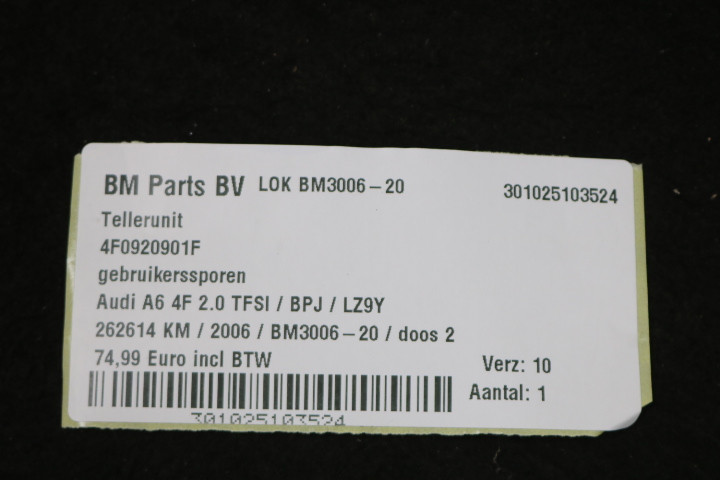 BM Parts BV LOK BM3006-20 301025103524
Tellerunit
4F0920901F
gebruikerssporen
Audi A6 4F 2.0 TFSI / BPJ / LZ9Y
262614 KM / 2006 / BM3006-20 / doos 2
74,99 Euro incl BTW Verz: 10
Aantal: 1
301025103524